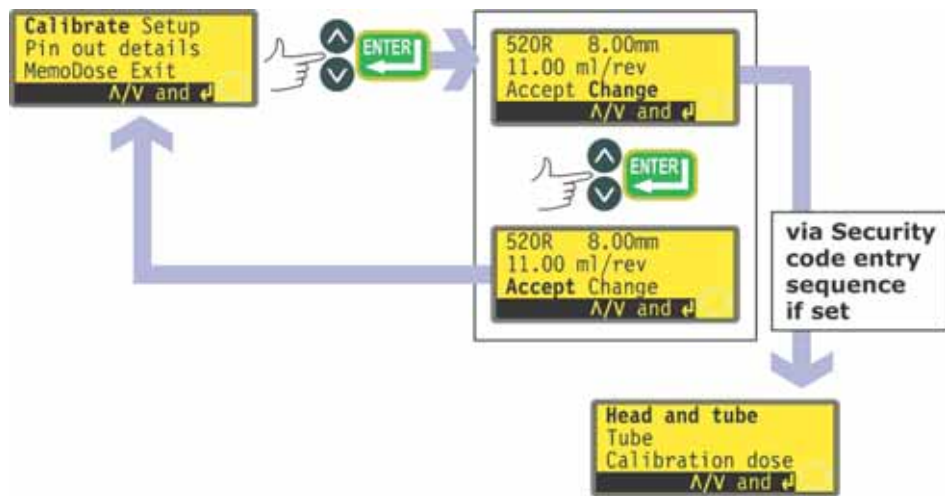 Calibrate Setup
Pin out details
MemoDose Exit
∧/∨ and ↲
ENTER
520R 8.00mm
11.00 ml/rev
Accept Change
∧/∨ and ↲
ENTER
520R 8.00mm
11.00 ml/rev
Accept Change
∧/∨ and ↲
via Security
code entry
sequence
if set
Head and tube
Tube
Calibration dose
∧/∨ and ↲